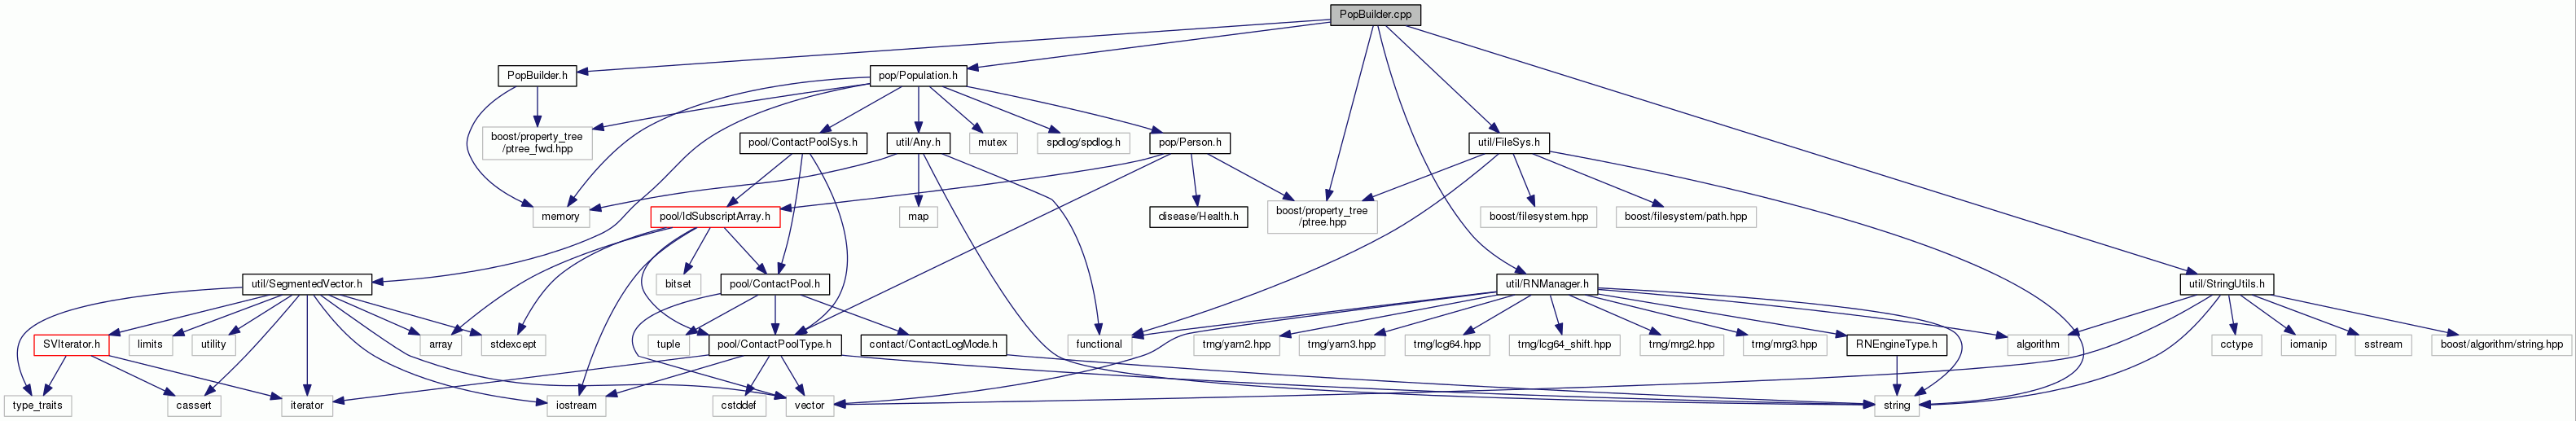 PopBuilder.cpp
PopBuilder.h
pop/Population.h
boost/property_tree
/ptree_fwd.hpp
pool/ContactPoolSys.h
util/Any.h
mutex
spdlog/spdlog.h
pop/Person.h
util/FileSys.h
memory
pool/IdSubscriptArray.h
map
disease/Health.h
boost/property_tree
/ptree.hpp
boost/filesystem.hpp
boost/filesystem/path.hpp
util/SegmentedVector.h
bitset
pool/ContactPool.h
util/RNManager.h
util/StringUtils.h
SVIterator.h
limits
utility
array
stdexcept
tuple
pool/ContactPoolType.h
contact/ContactLogMode.h
functional
trng/yarn2.hpp
trng/yarn3.hpp
trng/lcg64.hpp
trng/lcg64_shift.hpp
trng/mrg2.hpp
trng/mrg3.hpp
RNEngineType.h
algorithm
cctype
iomanip
sstream
boost/algorithm/string.hpp
type_traits
cassert
iterator
iostream
cstddef
vector
string